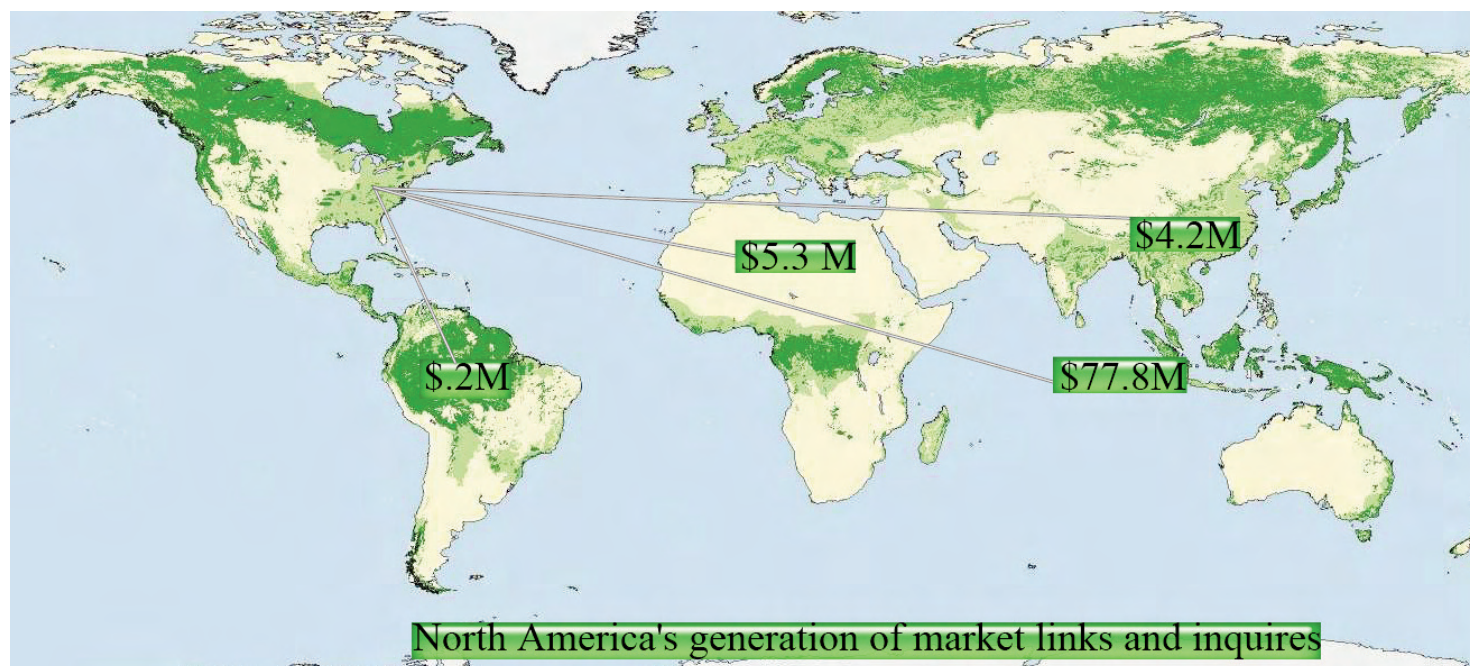 $4.2M
$5.3 M
$.2M
$77.8M
North America's generation of market links and inquires